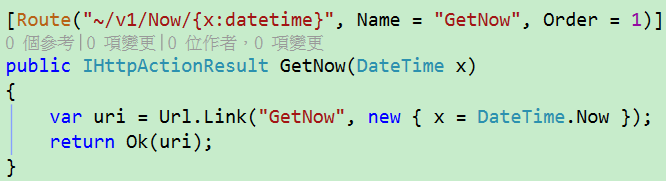 [Route("~/v1/Now/{x:datetime}", Name = "GetNow", Order = 1)]
0 個參考|0 項變更|0 位作者，0 項變更
public IHttpActionResult GetNow(DateTime x)
{
    var uri = Url.Link("GetNow", new { x = DateTime.Now });
    return Ok(uri);
}